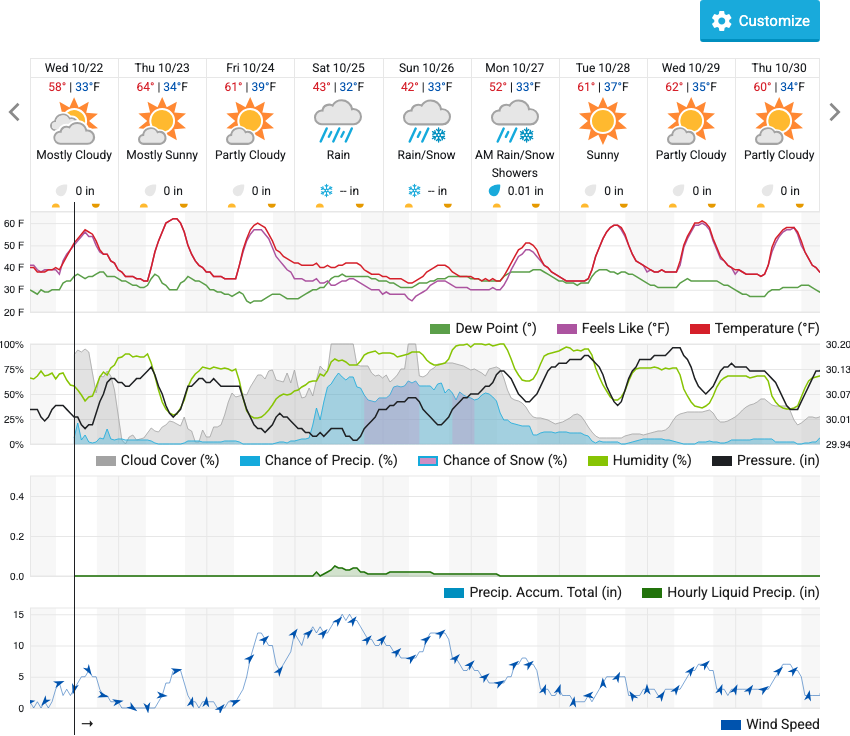 Customize
Wed 10/22 Thu 10/23 Fri 10/24 Sat 10/25 Sun 10/26 Mon 10/27 Tue 10/28 Wed 10/29 Thu 10/30
58° | 33°F 64° | 34°F 61° | 39°F 43° | 32°F 42° | 33°F 52° | 33°F 61° | 37°F 62° | 35°F 60° | 34°F
Mostly Cloudy Mostly Sunny Partly Cloudy Rain Rain/Snow AM Rain/Snow Sunny Partly Cloudy Partly Cloudy
Showers
0 in 0 in 0 in -- in -- in 0.01 in 0 in 0 in 0 in
60 F
50 F
40 F
30 F
20 F
Dew Point (°) Feels Like (°F) Temperature (°F)
100% 30.20
75% 30.13
50% 30.07
25% 30.01
0% 29.94
Cloud Cover (%) Chance of Precip. (%) Chance of Snow (%) Humidity (%) Pressure. (in)
0.4
0.2
0.0
Precip. Accum. Total (in) Hourly Liquid Precip. (in)
15
10
5
0
→
Wind Speed